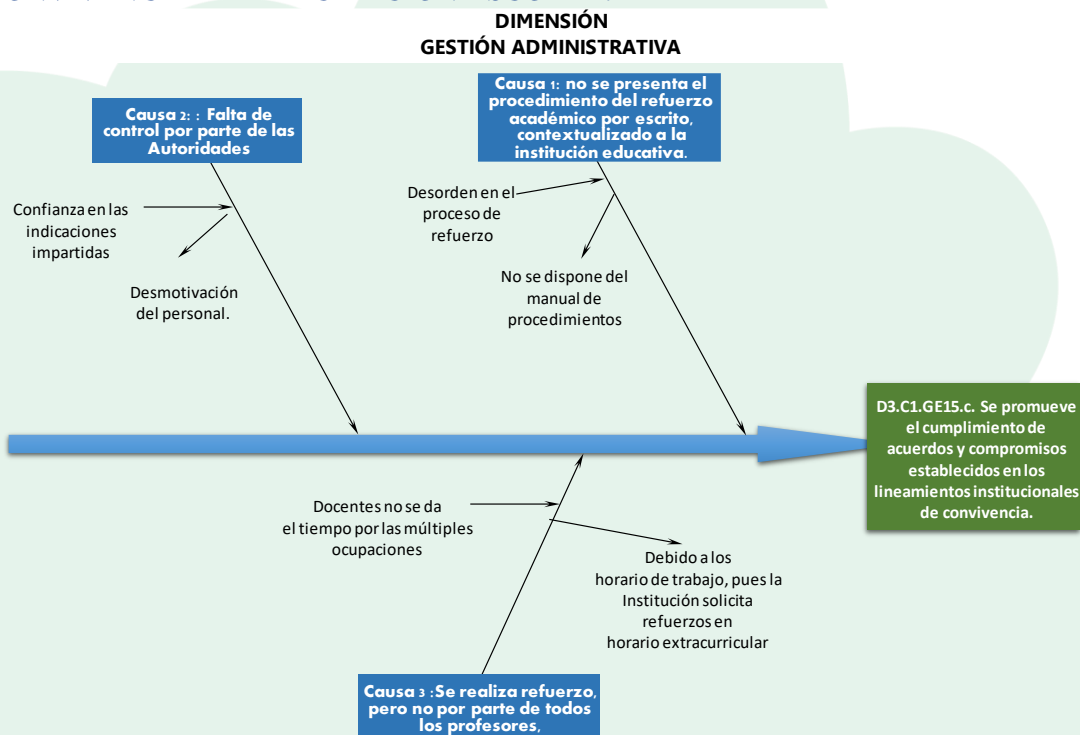 DIMENSIÓN
GESTIÓN ADMINISTRATIVA
Causa 2: : Falta de
control por parte de las
Autoridades
Causa 1: no se presenta el
procedimiento del refuerzo
académico por escrito,
contextualizado a la
institución educativa.
Confianza en las
indicaciones
impartidas
Desmotivación
del personal.
Desorden en el
proceso de
refuerzo
No se dispone del
manual de
procedimientos
D3.C1.GE15.c. Se promueve
el cumplimiento de
acuerdos y compromisos
establecidos en los
lineamientos institucionales
de convivencia.
Docentes no se da
el tiempo por las múltiples
ocupaciones
Debido a los
horario de trabajo, pues la
Institución solicita
refuerzos en
horario extracurricular
Causa 3 :Se realiza refuerzo,
pero no por parte de todos
los profesores,